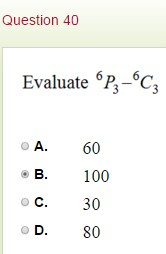 Question 40
Evaluate ⁶P₃–⁶C₃
A. 60
B. 100
C. 30
D. 80